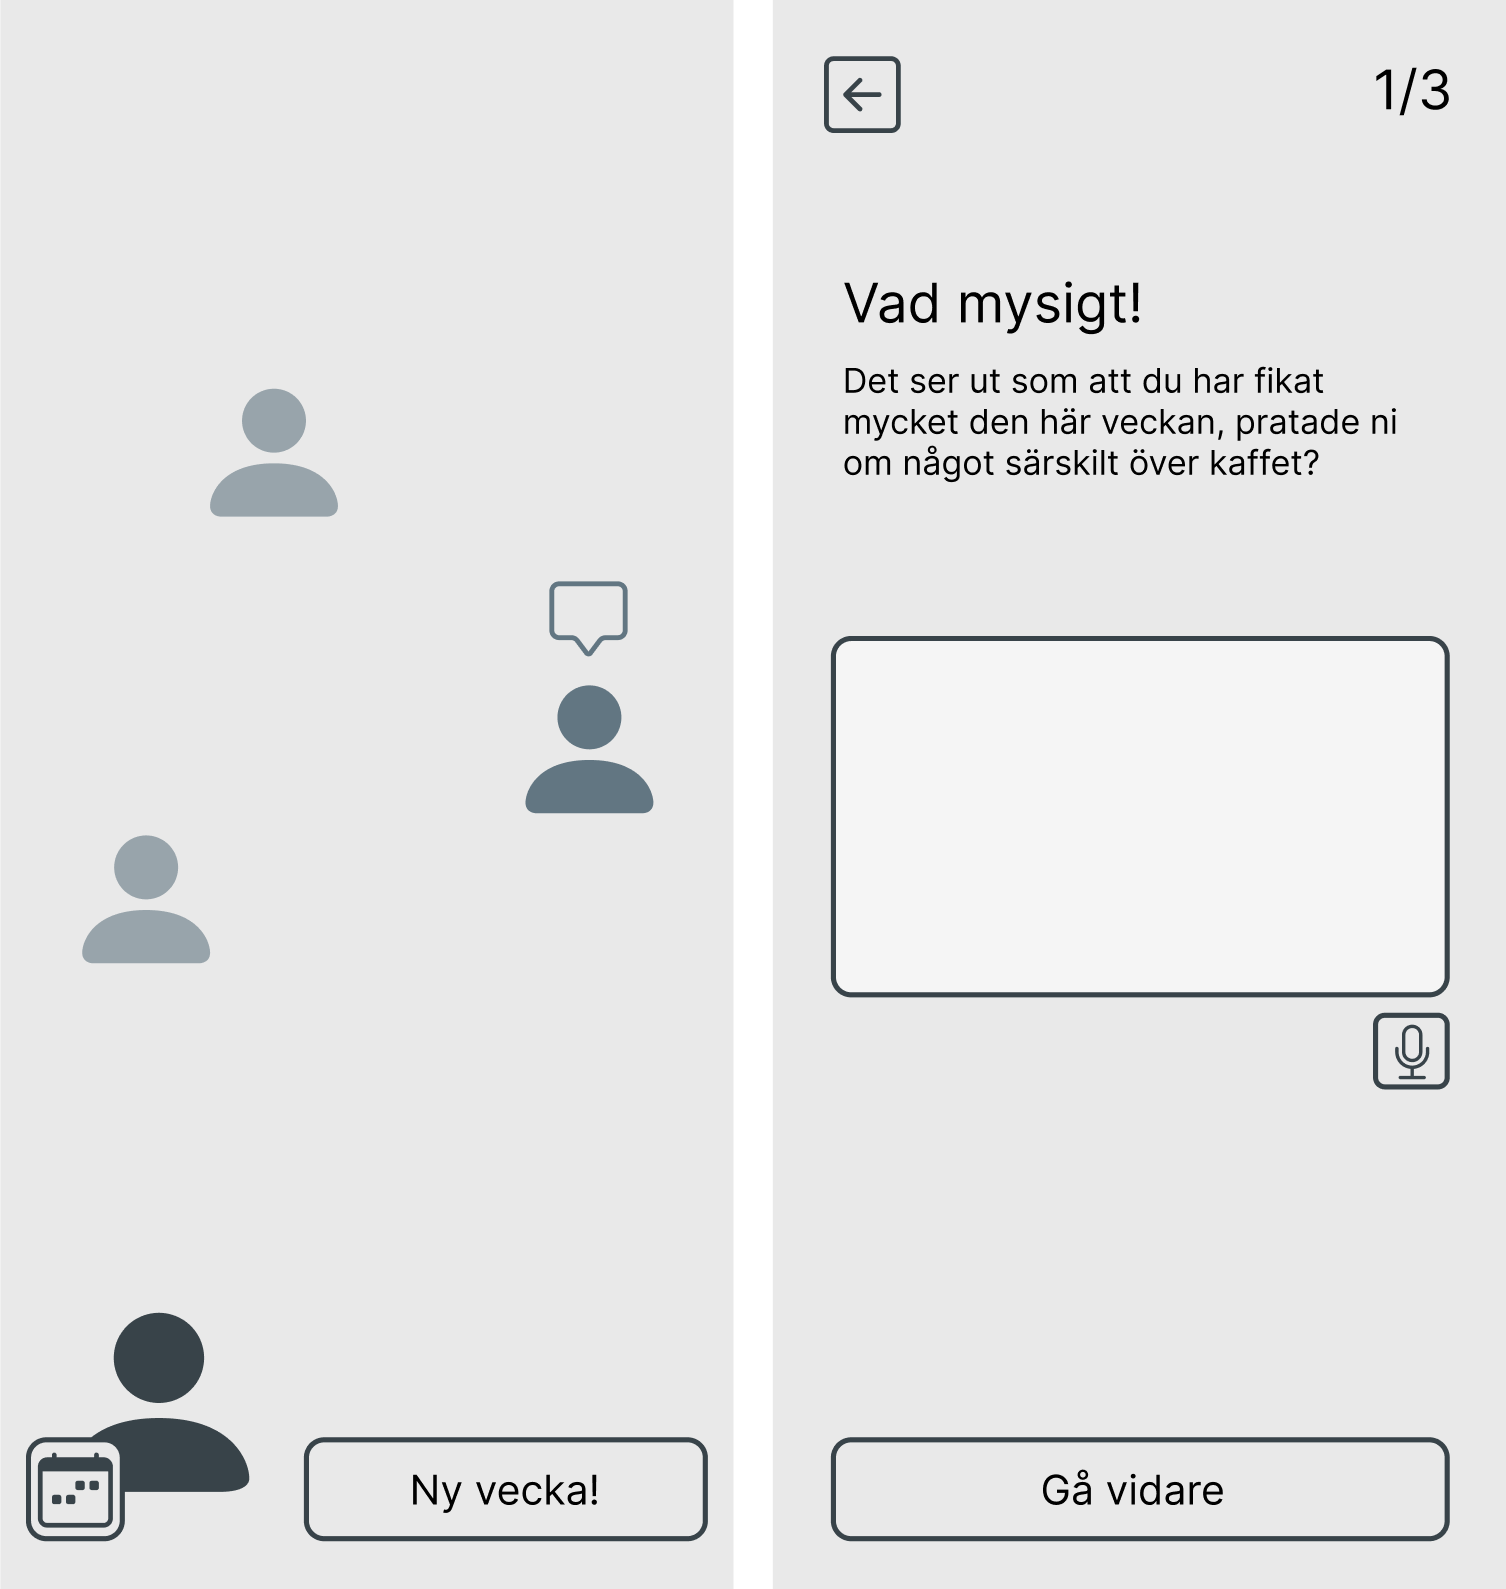 Ny vecka!
1/3
Vad mysigt!
Det ser ut som att du har fikat
mycket den här veckan, pratade ni
om något särskilt över kaffet?
Gå vidare